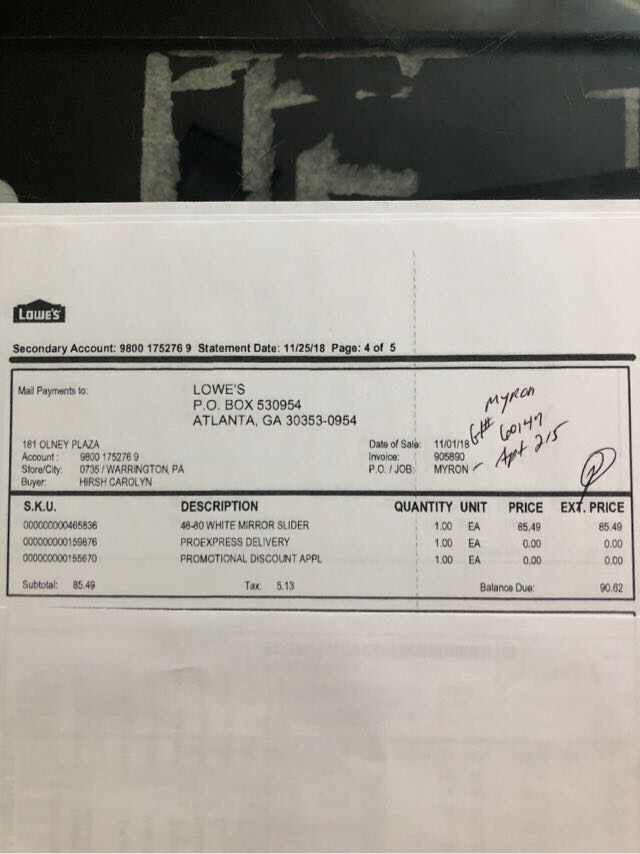 LOWE'S
Secondary Account: 9800 175276 9 Statement Date: 11/25/18 Page: 4 of 5
Mail Payments to:
LOWE'S
P.O. BOX 530954
ATLANTA, GA 30353-0954
Myron
60147
Apt 215
181 OLNEY PLAZA
Account: 9800 175276 9
Store/City: 0735 / WARRINGTON, PA
Buyer: HIRSH CAROLYN
Date of Sale: 11/01/18
Invoice: 905890
P.O. / JOB: MYRON
S.K.U. DESCRIPTION QUANTITY UNIT PRICE EXT. PRICE
000000000465836 48-80 WHITE MIRROR SLIDER 1.00 EA 85.49 85.49
000000000159876 PROEXPRESS DELIVERY 1.00 EA 0.00 0.00
000000000155670 PROMOTIONAL DISCOUNT APPL 1.00 EA 0.00 0.00
Subtotal: 85.49 Tax: 5.13 Balance Due: 90.62